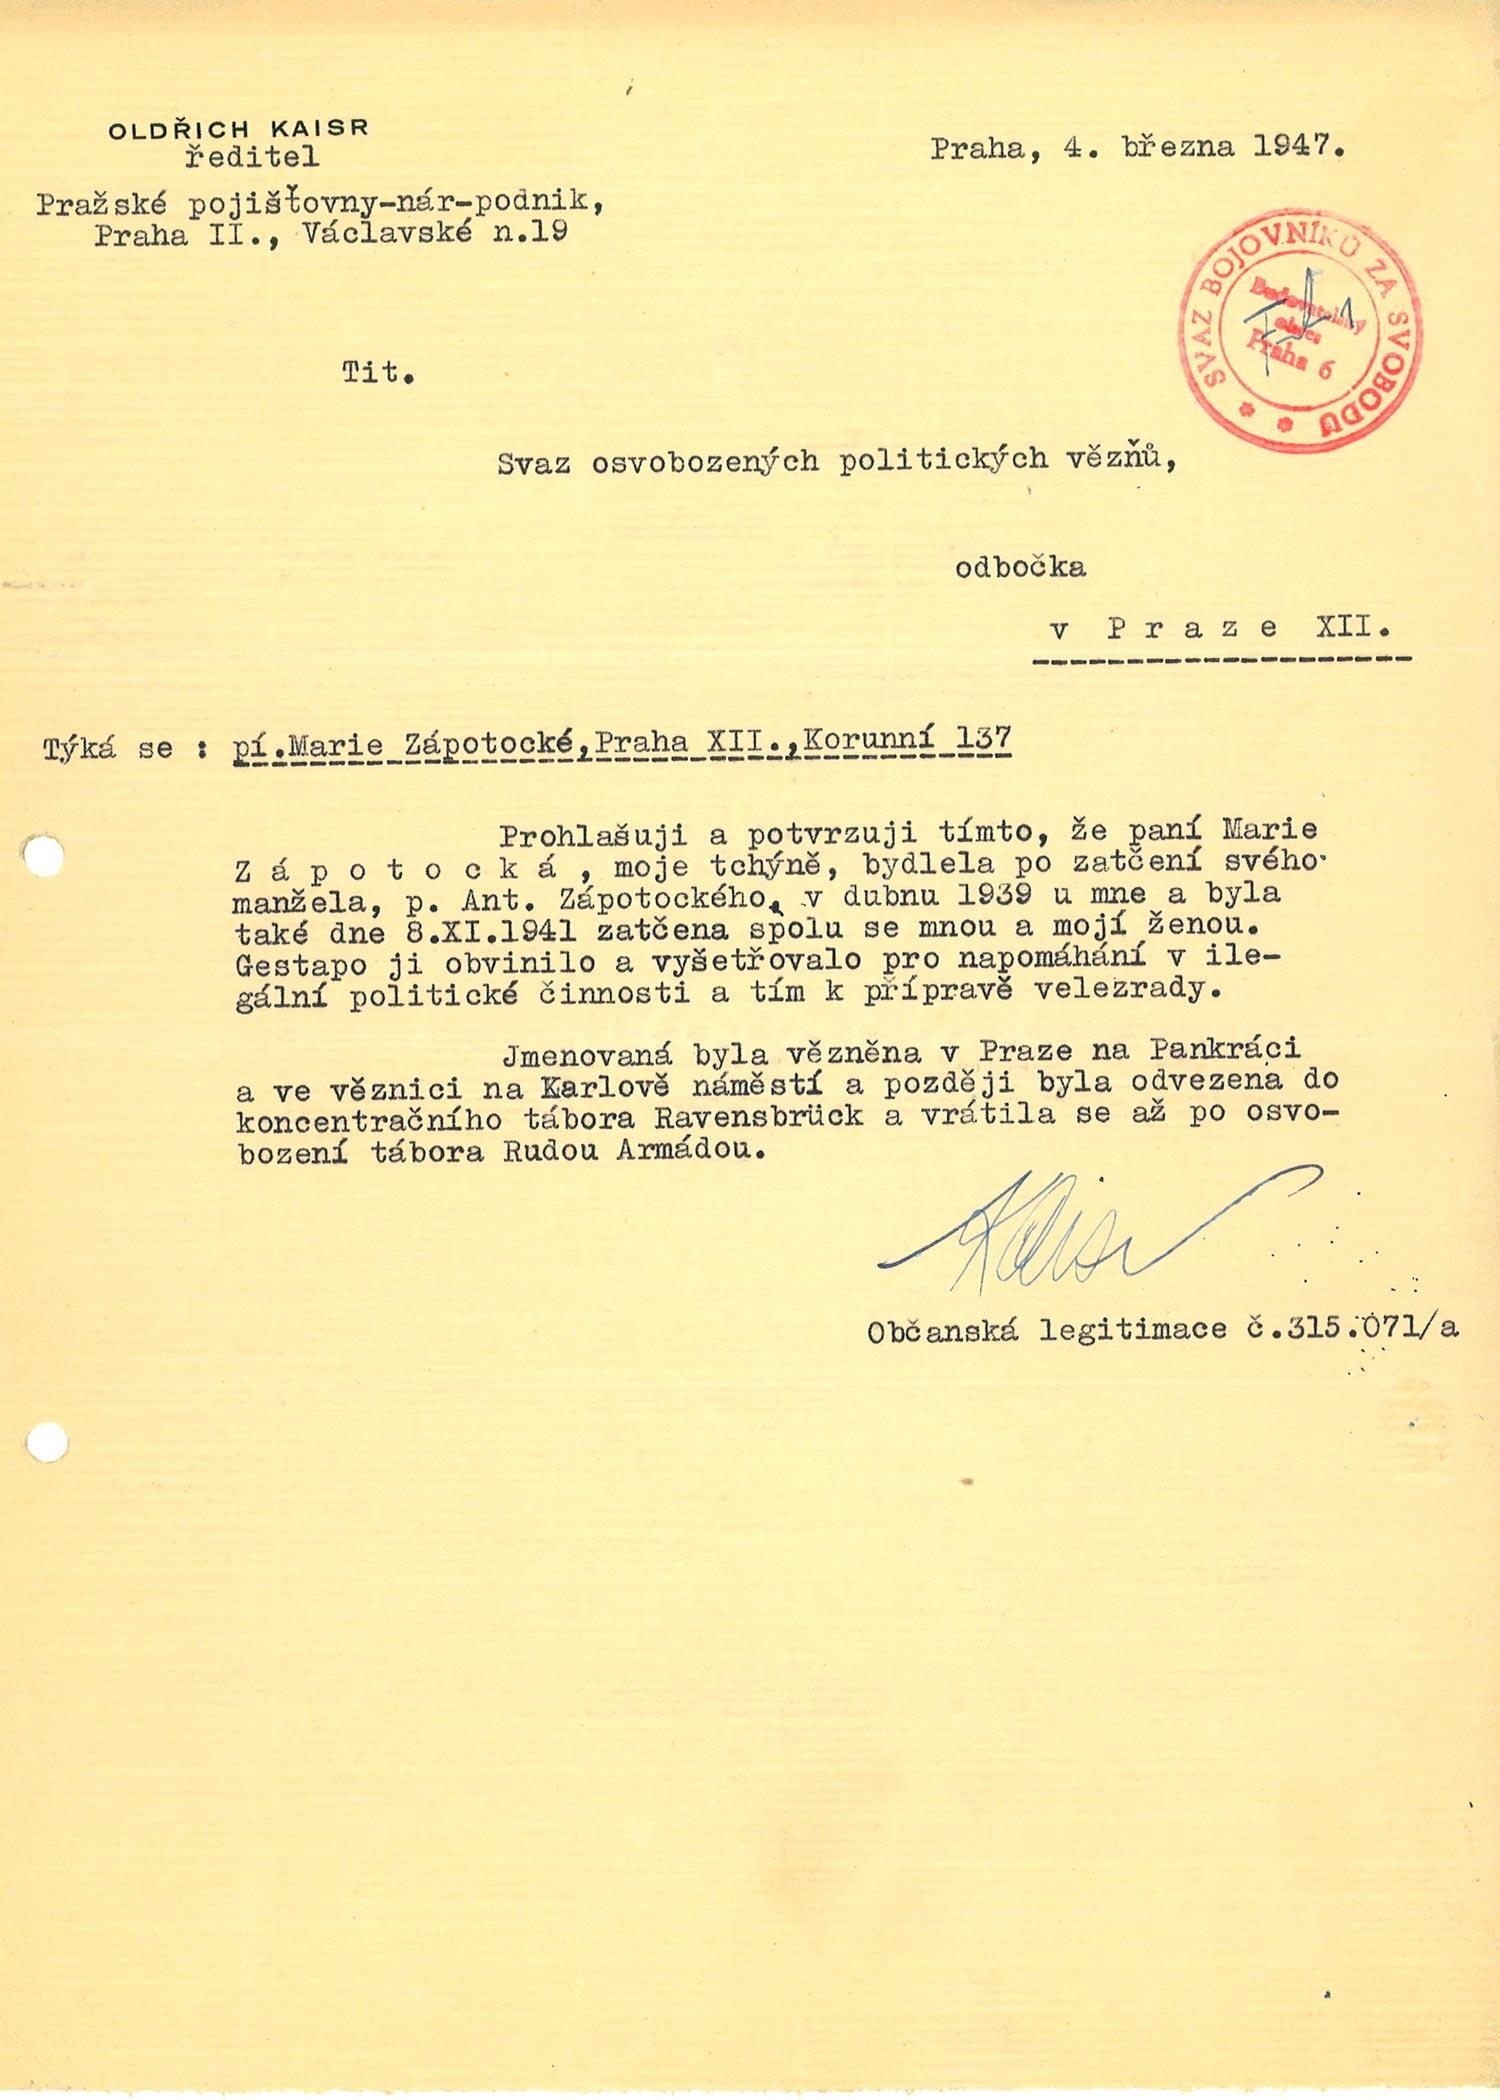 OLDŘICH KAISR
ředitel
Pražské pojišťovny-nár-podnik,
Praha II., Václavské n.19
Praha, 4. března 1947.
SVAZ BOJOVNÍKŮ ZA SVOBODU
Budovatelský
obec
Praha 6
Tit.
Svaz osvobozených politických vězňů,
odbočka
v P r a z e XII.
Týká se : pí.Marie Zápotocké,Praha XII.,Korunní 137
Prohlašuji a potvrzuji tímto, že paní Marie
Z á p o t o c k á , moje tchýně, bydlela po zatčení svého
manžela, p. Ant. Zápotockého, v dubnu 1939 u mne a byla
také dne 8.XI.1941 zatčena spolu se mnou a mojí ženou.
Gestapo ji obvinilo a vyšetřovalo pro napomáhání v ile-
gální politické činnosti a tím k přípravě velezrady.
Jmenovaná byla vězněna v Praze na Pankráci
a ve věznici na Karlově náměstí a později byla odvezena do
koncentračního tábora Ravensbrück a vrátila se až po osvo-
bození tábora Rudou Armádou.
Kaisr
Občanská legitimace č.315.071/a